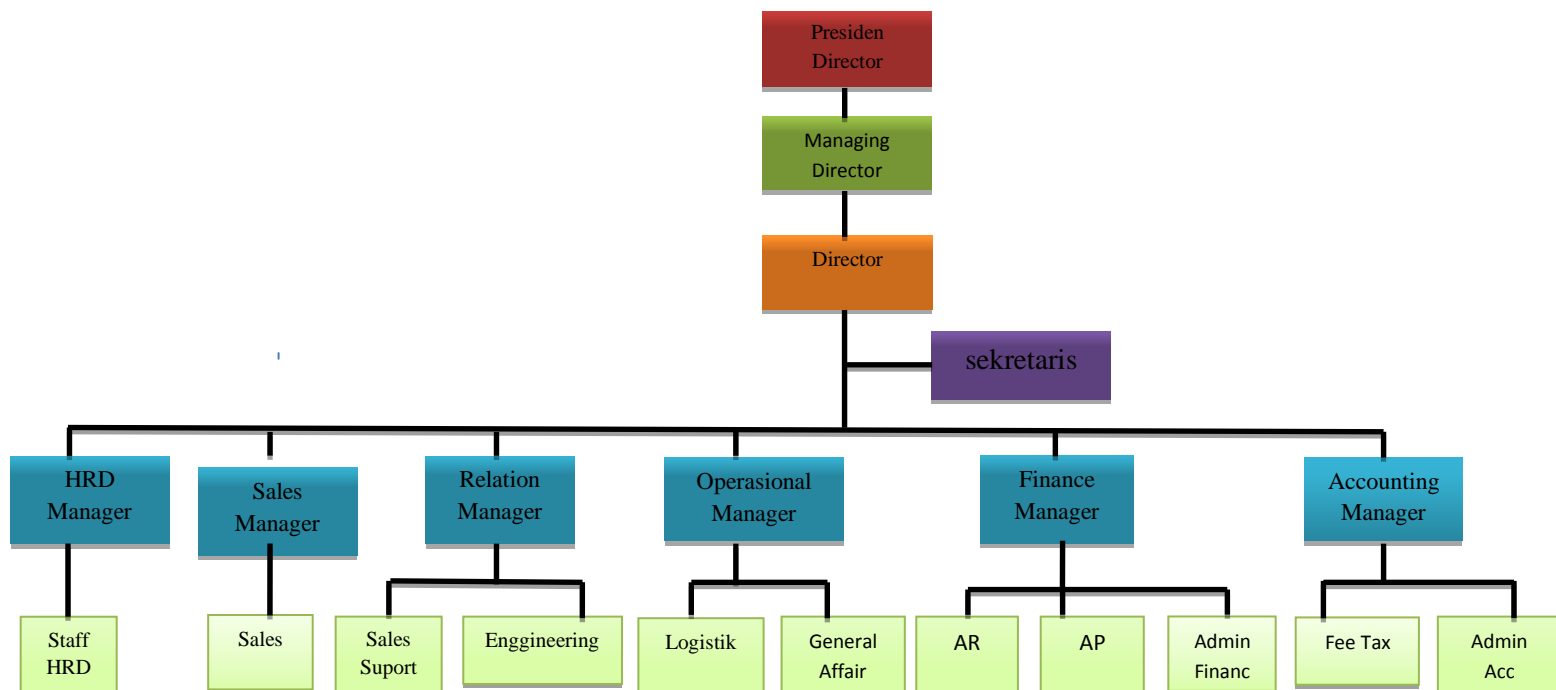 Presiden
Director
Managing
Director
Director
sekretaris
HRD
Manager
Sales
Manager
Relation
Manager
Operasional
Manager
Finance
Manager
Accounting
Manager
Staff
HRD
Sales
Sales
Suport
Enggineering
Logistik
General
Affair
AR
AP
Admin
Financ
Fee Tax
Admin
Acc